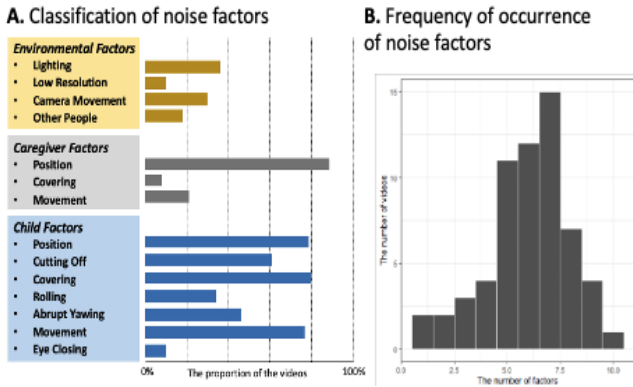 A. Classification of noise factors
Environmental Factors
• Lighting
• Low Resolution
• Camera Movement
• Other People
Caregiver Factors
• Position
• Covering
• Movement
Child Factors
• Position
• Cutting Off
• Covering
• Rolling
• Abrupt Yawing
• Movement
• Eye Closing
0%
The proportion of the videos
100%
B. Frequency of occurrence
of noise factors
The number of videos
15
10
5
0
0.0
2.5
5.0
7.5
10.0
The number of factors